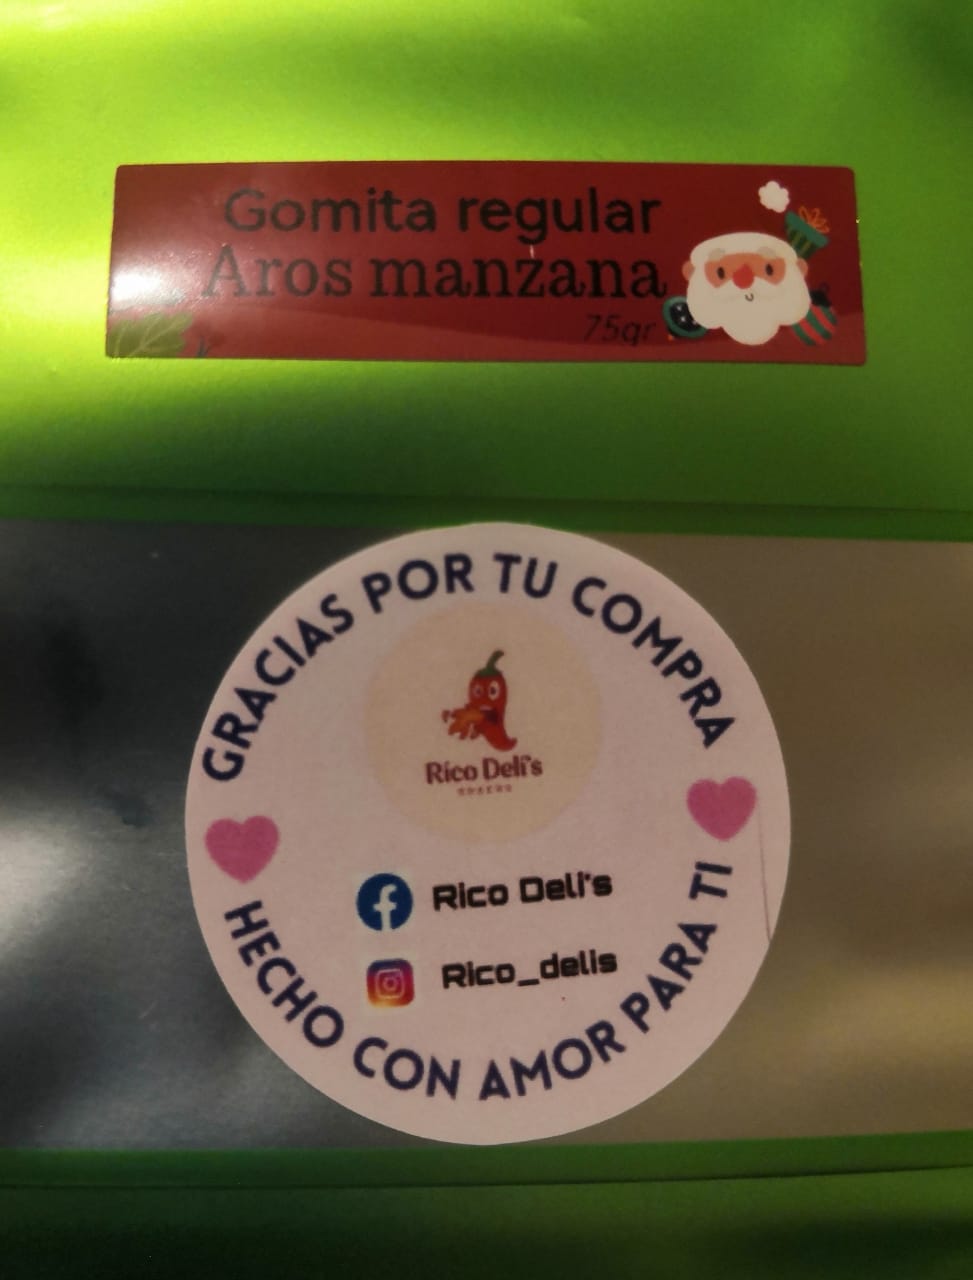 Gomita regular
Aros manzana
75gr
GRACIAS POR TU COMPRA
Rico Deli's
Rico Deli's
Rico_delis
HECHO CON AMOR PARA TI